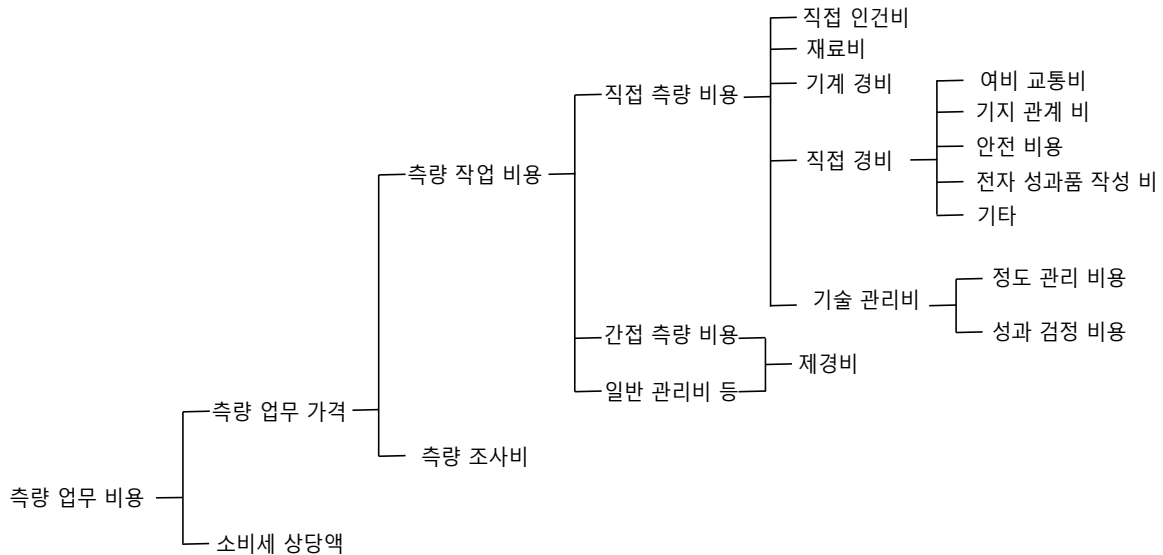 직접 인건비
재료비
기계 경비
직접 측량 비용
여비 교통비
기지 관계 비
안전 비용
직접 경비
전자 성과품 작성 비
기타
측량 작업 비용
정도 관리 비용
기술 관리비
성과 검정 비용
간접 측량 비용
제경비
일반 관리비 등
측량 업무 가격
측량 조사비
측량 업무 비용
소비세 상당액